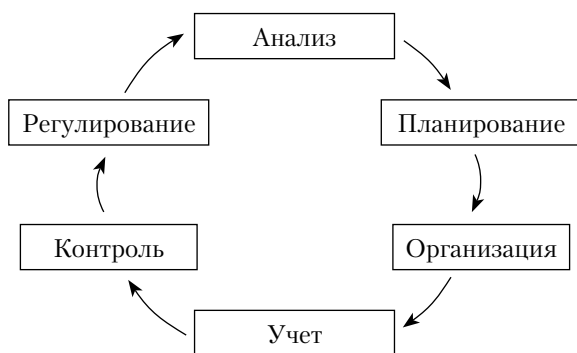 Анализ
Регулирование
Планирование
Контроль
Организация
Учет